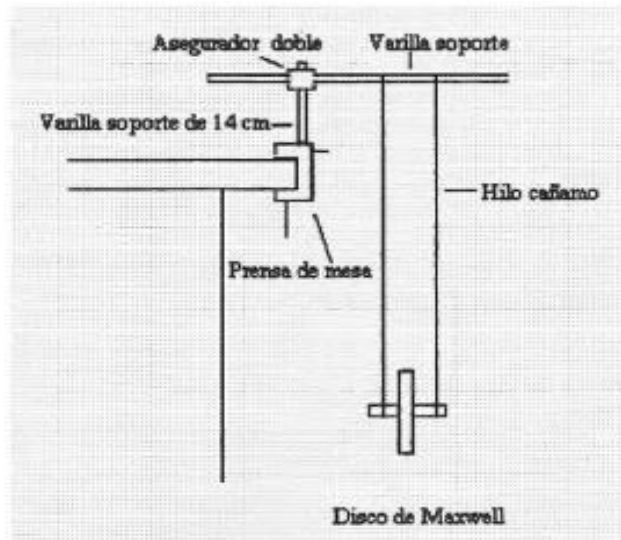 Asegurador doble
Varilla soporte
Varilla soporte de 14 cm
Hilo cañamo
Prensa de mesa
Disco de Maxwell